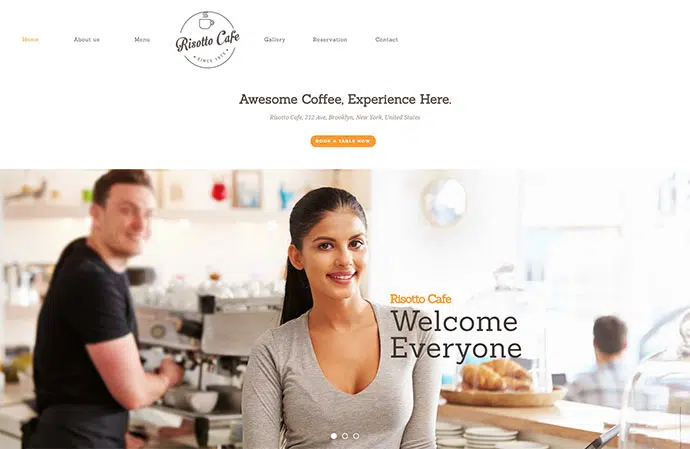 Home
About us
Menu
Risotto Cafe
• SINCE 1975 •
Gallery
Reservation
Contact
Awesome Coffee, Experience Here.
Risotto Cafe, 212 Ave, Brooklyn, New York, United States
BOOK A TABLE NOW
Risotto Cafe
Welcome
Everyone